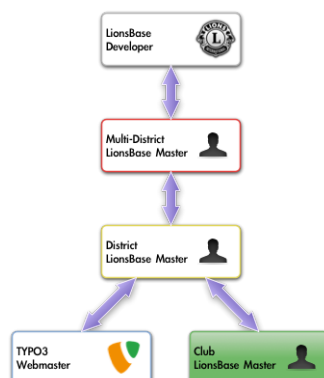 LionsBase
Developer
L
Multi-District
LionsBase Master
District
LionsBase Master
TYPO3
Webmaster
Club
LionsBase Master